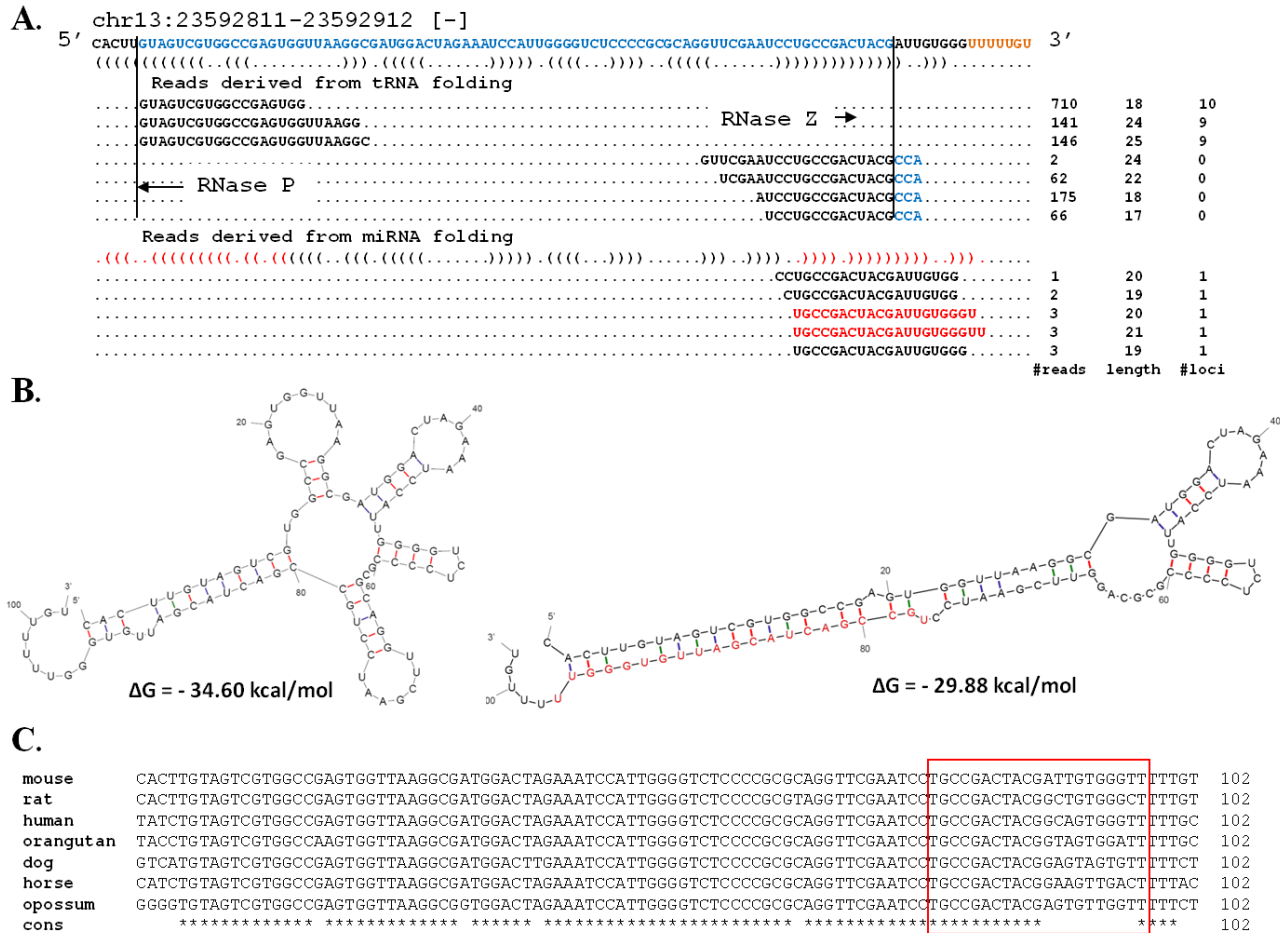 A.
chr13:23592811-23592912 [-]
5′ CACUUGUAGUCGUGGCCGAGUGGUUAAGGCGAUGGACUAGAAAUCCAUUGGGGUCUCCCCGCGCAGGUUCGAAUCCUGCCGACUACGAUUGUGGGUUUUUGU 3′
Reads derived from tRNA folding
GUAGUCGUGGCCGAGUGG 710 18 10
RNase Z
GUAGUCGUGGCCGAGUGGUUAAGG 141 24 9
GUAGUCGUGGCCGAGUGGUUAAGGC 146 25 9
GUUCGAAUCCUGCCGACUACGCCA 2 24 0
RNase P
UCGAAUCCUGCCGACUACGCCA 62 22 0
AUCCUGCCGACUACGCCA 175 18 0
UCCUGCCGACUACGCCA 66 17 0
Reads derived from miRNA folding
CCUGCCGACUACGAUUGUGG 1 20 1
CUGCCGACUACGAUUGUGG 2 19 1
UGCCGACUACGAUUGUGGGU 3 20 1
UGCCGACUACGAUUGUGGGUU 3 21 1
UGCCGACUACGAUUGUGGG 3 19 1
#reads length #loci
B.
ΔG = - 34.60 kcal/mol
ΔG = - 29.88 kcal/mol
C.
mouse CACTTGTAGTCGTGGCCGAGTGGTTAAGGCGATGGACTAGAAATCCATTGGGGTCTCCCCGCGCAGGTTCGAATCCTGCCGACTACGATTGTGGGTTTTTGT 102
rat CACTTGTAGTCGTGGCCGAGTGGTTAAGGCGATGGACTAGAAATCCATTGGGGTCTCCCCGCGTAGGTTCGAATCCTGCCGACTACGGCTGTGGGCTTTTGT 102
human TATCTGTAGTCGTGGCCGAGTGGTTAAGGCGATGGACTAGAAATCCATTGGGGTCTCCCCGCGCAGGTTCGAATCCTGCCGACTACGGCAGTGGGTTTTTGC 102
orangutan TACCTGTAGTCGTGGCCAAGTGGTTAAGGCGATGGACTAGAAATCCATTGGGGTCTCCCCGCGCAGGTTCGAATCCTGCCGACTACGGTAGTGGATTTTTGC 102
dog GTCATGTAGTCGTGGCCGAGTGGTTAAGGCGATGGACTTGAAATCCATTGGGGTCTCCCCGCGCAGGTTCGAATCCTGCCGACTACGGAGTAGTGTTTTTCT 102
horse CATCTGTAGTCGTGGCCGAGTGGTTAAGGCGATGGACTAGAAATCCATTGGGGTCTCCCCGCGCAGGTTCGAATCCTGCCGACTACGGAAGTTGACTTTTAC 102
opossum GGGGTGTAGTCGTGGCCGAGTGGTTAAGGCGGTGGACTAGAAATCCATTGGGGTCTCCCCGCGCAGGTTCGAATCCTGCCGACTACGAGTGTTGGTTTTTCT 102
cons 102